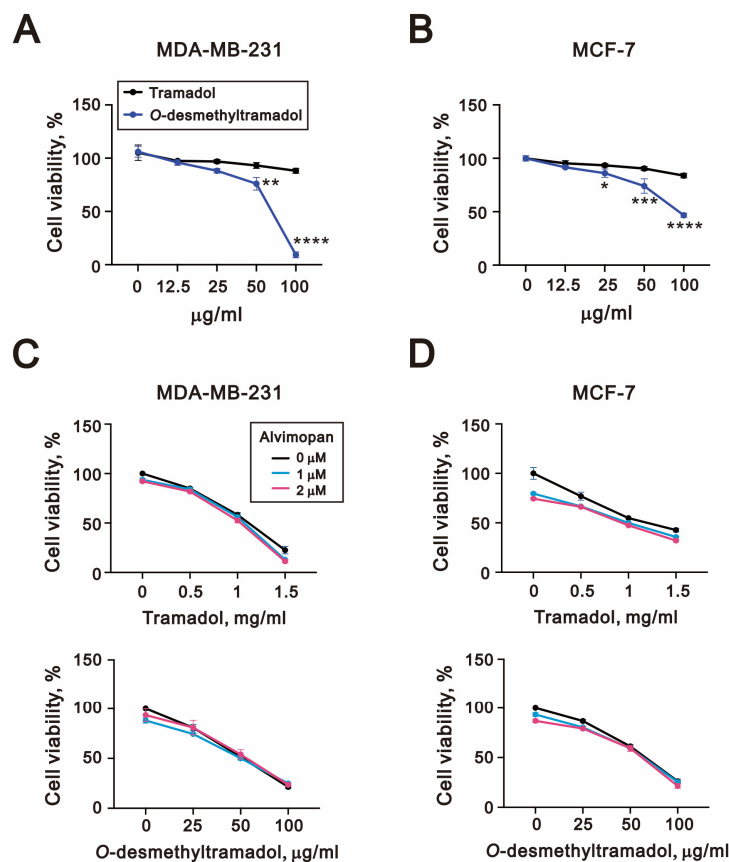 A
MDA-MB-231
Cell viability, %
150
100
50
0
Tramadol
O-desmethyltramadol
**
****
0 12.5 25 50 100
μg/ml
B
MCF-7
Cell viability, %
150
100
50
0
*
***
****
0 12.5 25 50 100
μg/ml
C
MDA-MB-231
Cell viability, %
150
100
50
0
Alvimopan
0 μM
1 μM
2 μM
0 0.5 1 1.5
Tramadol, mg/ml
Cell viability, %
150
100
50
0
0 25 50 100
O-desmethyltramadol, μg/ml
D
MCF-7
Cell viability, %
150
100
50
0
0 0.5 1 1.5
Tramadol, mg/ml
Cell viability, %
150
100
50
0
0 25 50 100
O-desmethyltramadol, μg/ml